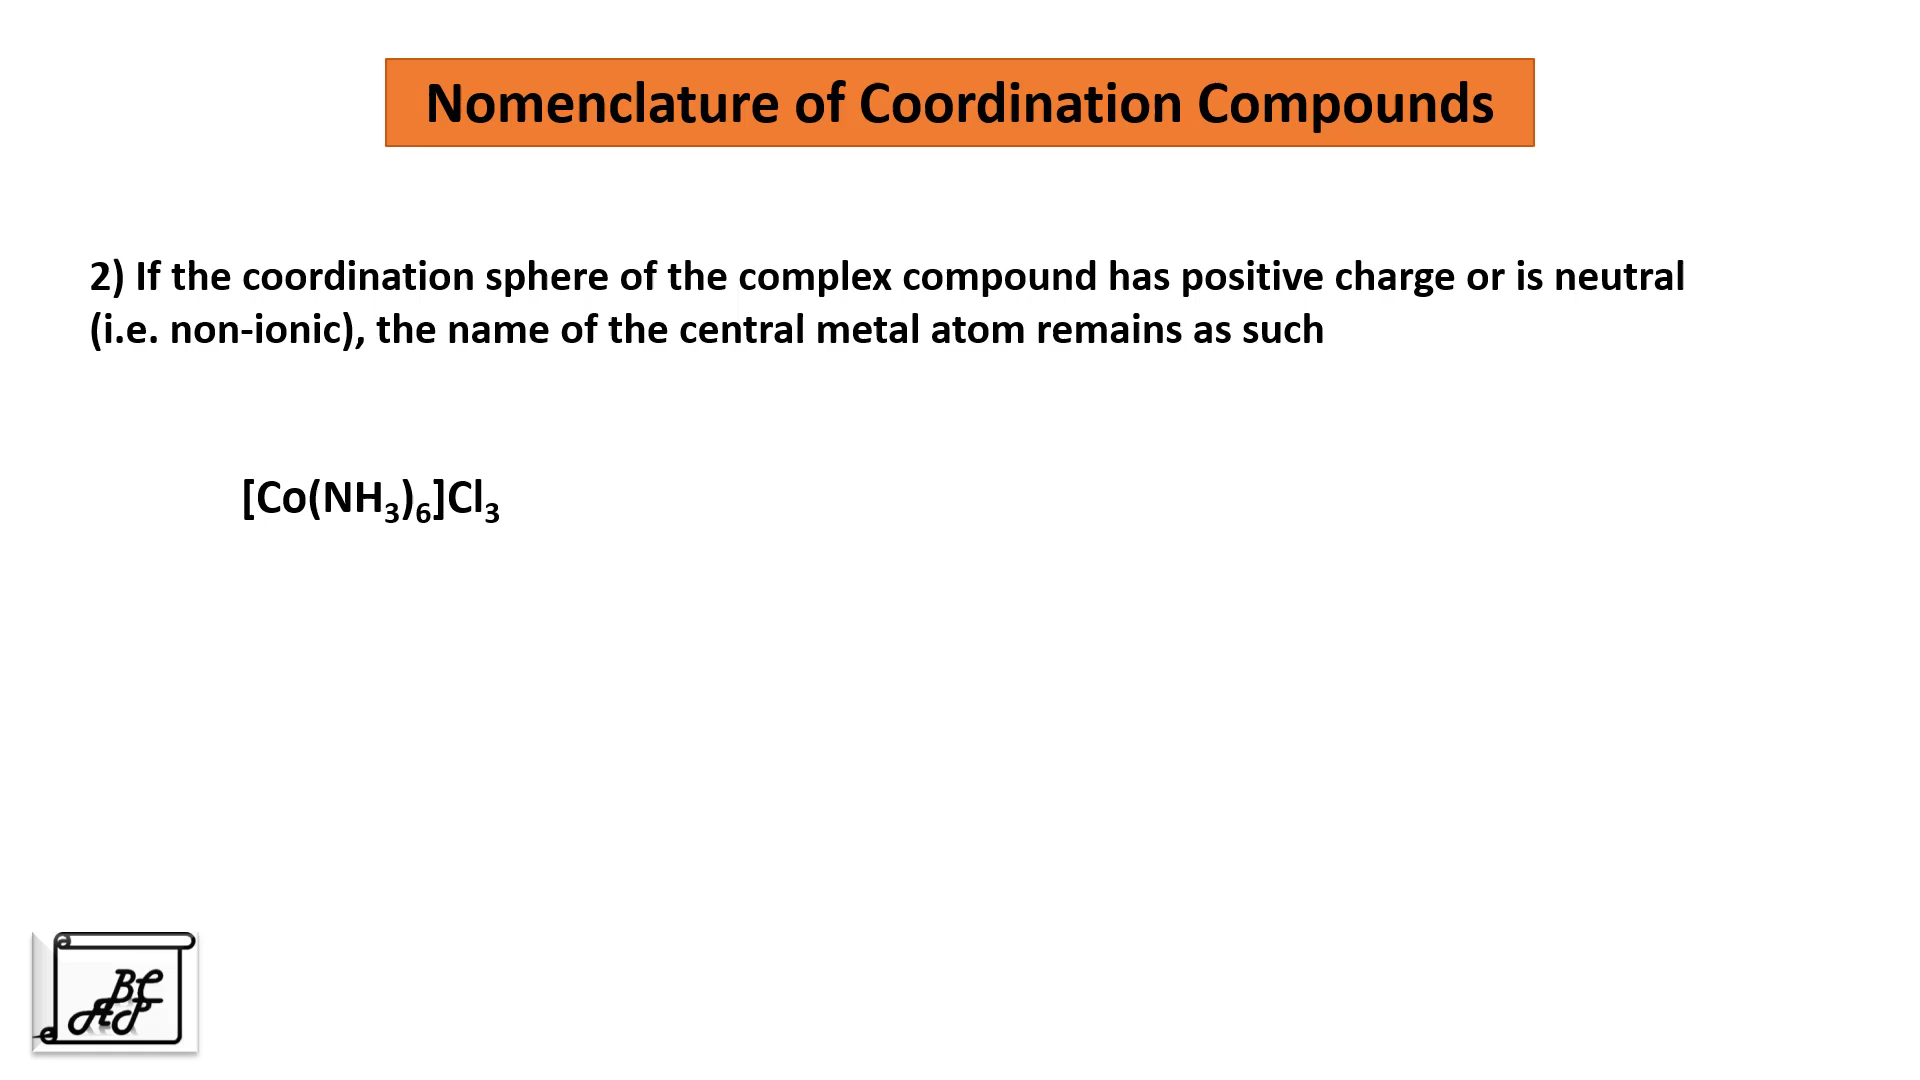 Nomenclature of Coordination Compounds
2) If the coordination sphere of the complex compound has positive charge or is neutral
(i.e. non-ionic), the name of the central metal atom remains as such
[Co(NH₃)₆]Cl₃